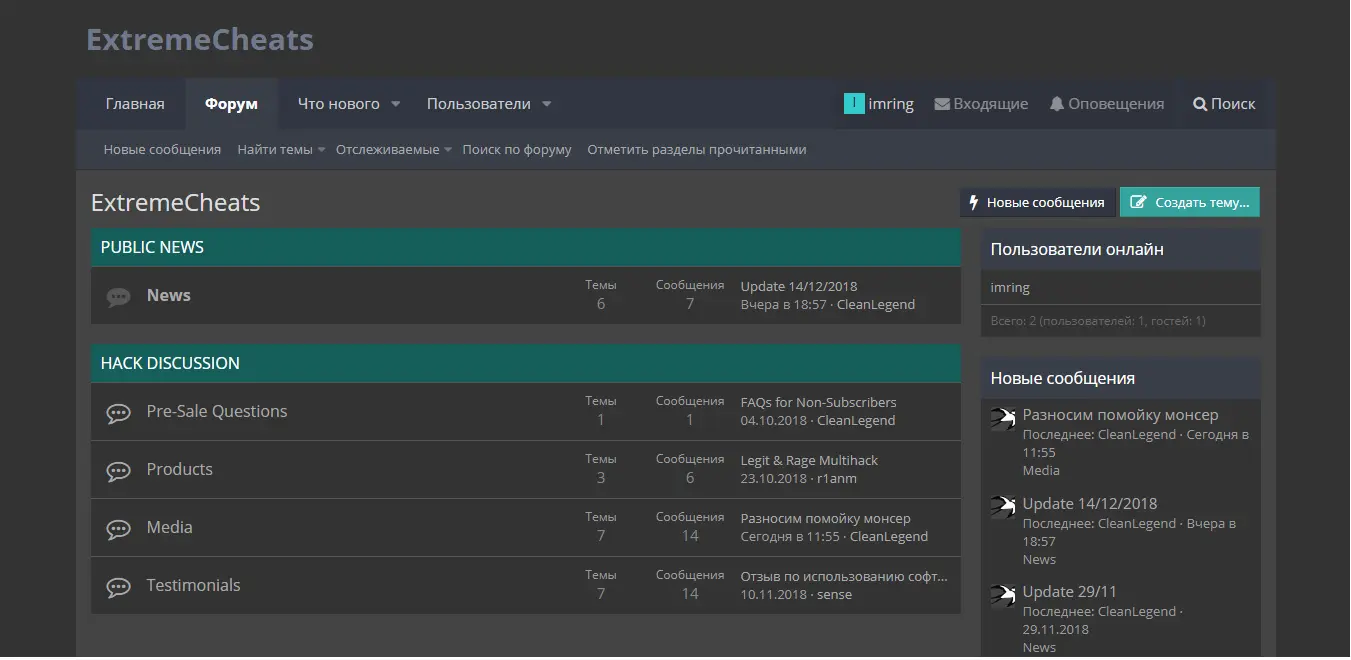 ExtremeCheats
Главная Форум Что нового Пользователи I imring Входящие Оповещения Поиск
Новые сообщения Найти темы Отслеживаемые Поиск по форуму Отметить разделы прочитанными
ExtremeCheats
Новые сообщения Создать тему...
PUBLIC NEWS
News
Темы
6
Сообщения
7
Update 14/12/2018
Вчера в 18:57 · CleanLegend
HACK DISCUSSION
Pre-Sale Questions
Темы
1
Сообщения
1
FAQs for Non-Subscribers
04.10.2018 · CleanLegend
Products
Темы
3
Сообщения
6
Legit & Rage Multihack
23.10.2018 · r1anm
Media
Темы
7
Сообщения
14
Разносим помойку монсер
Сегодня в 11:55 · CleanLegend
Testimonials
Темы
7
Сообщения
14
Отзыв по использованию софт...
10.11.2018 · sense
Пользователи онлайн
imring
Всего: 2 (пользователей: 1, гостей: 1)
Новые сообщения
Разносим помойку монсер
Последнее: CleanLegend · Сегодня в
11:55
Media
Update 14/12/2018
Последнее: CleanLegend · Вчера в
18:57
News
Update 29/11
Последнее: CleanLegend ·
29.11.2018
News